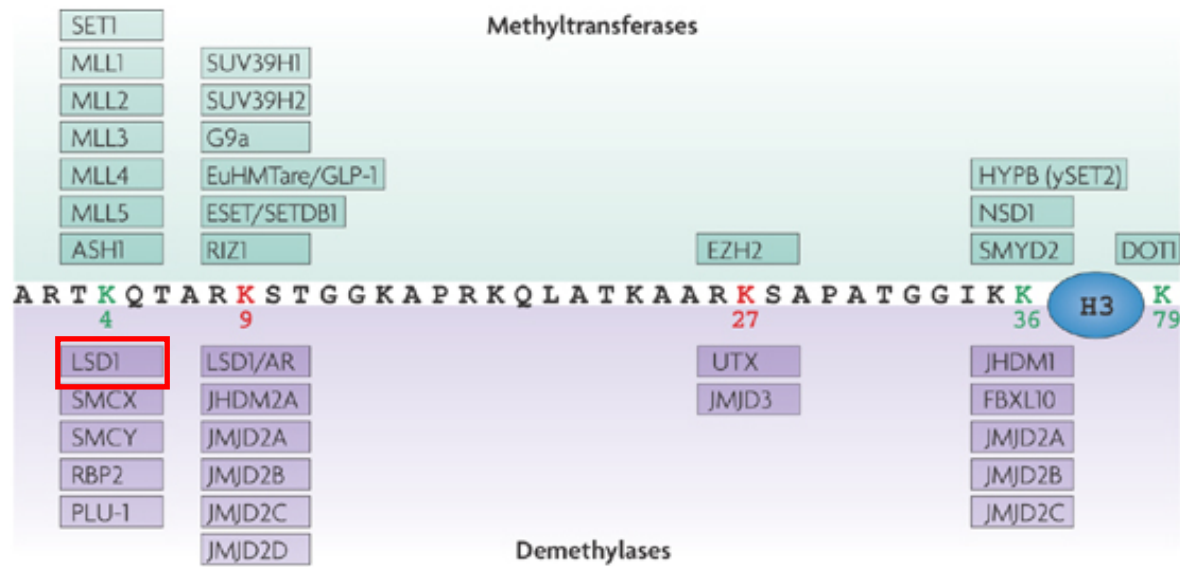 SET1 Methyltransferases
MLL1 SUV39H1
MLL2 SUV39H2
MLL3 G9a
MLL4 EuHMTare/GLP-1 HYPB (ySET2)
MLL5 ESET/SETDB1 NSD1
ASH1 RIZ1 EZH2 SMYD2 DOT1
A R T K Q T A R K S T G G K A P R K Q L A T K A A R K S A P A T G G I K K H3 K
4 9 27 36 79
LSD1 LSD1/AR UTX JHDM1
SMCX JHDM2A JMJD3 FBXL10
SMCY JMJD2A JMJD2A
RBP2 JMJD2B JMJD2B
PLU-1 JMJD2C JMJD2C
JMJD2D Demethylases